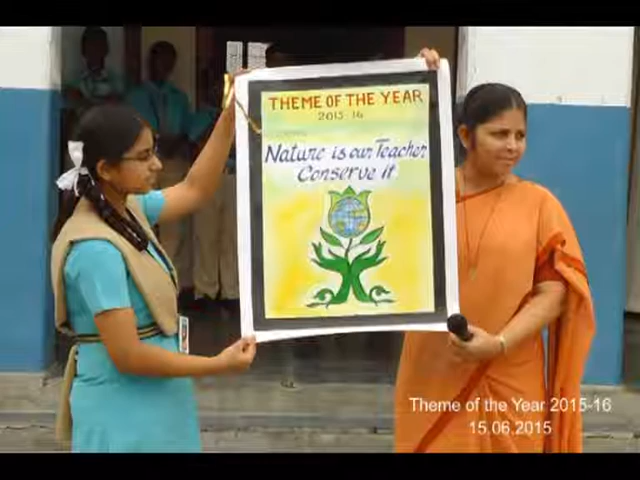 THEME OF THE YEAR
2015-16
Nature is our Teacher
Conserve it
Theme of the Year 2015-16
15.06.2015